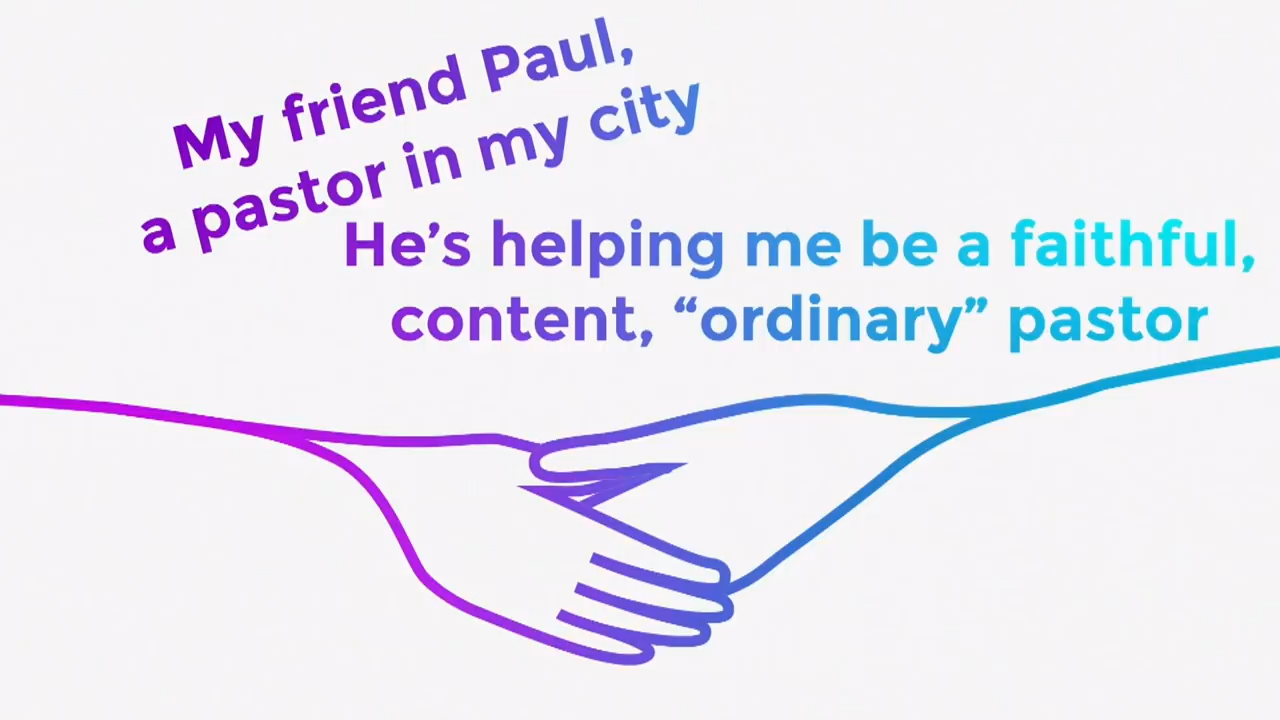 My friend Paul,
a pastor in my city
He’s helping me be a faithful,
content, “ordinary” pastor